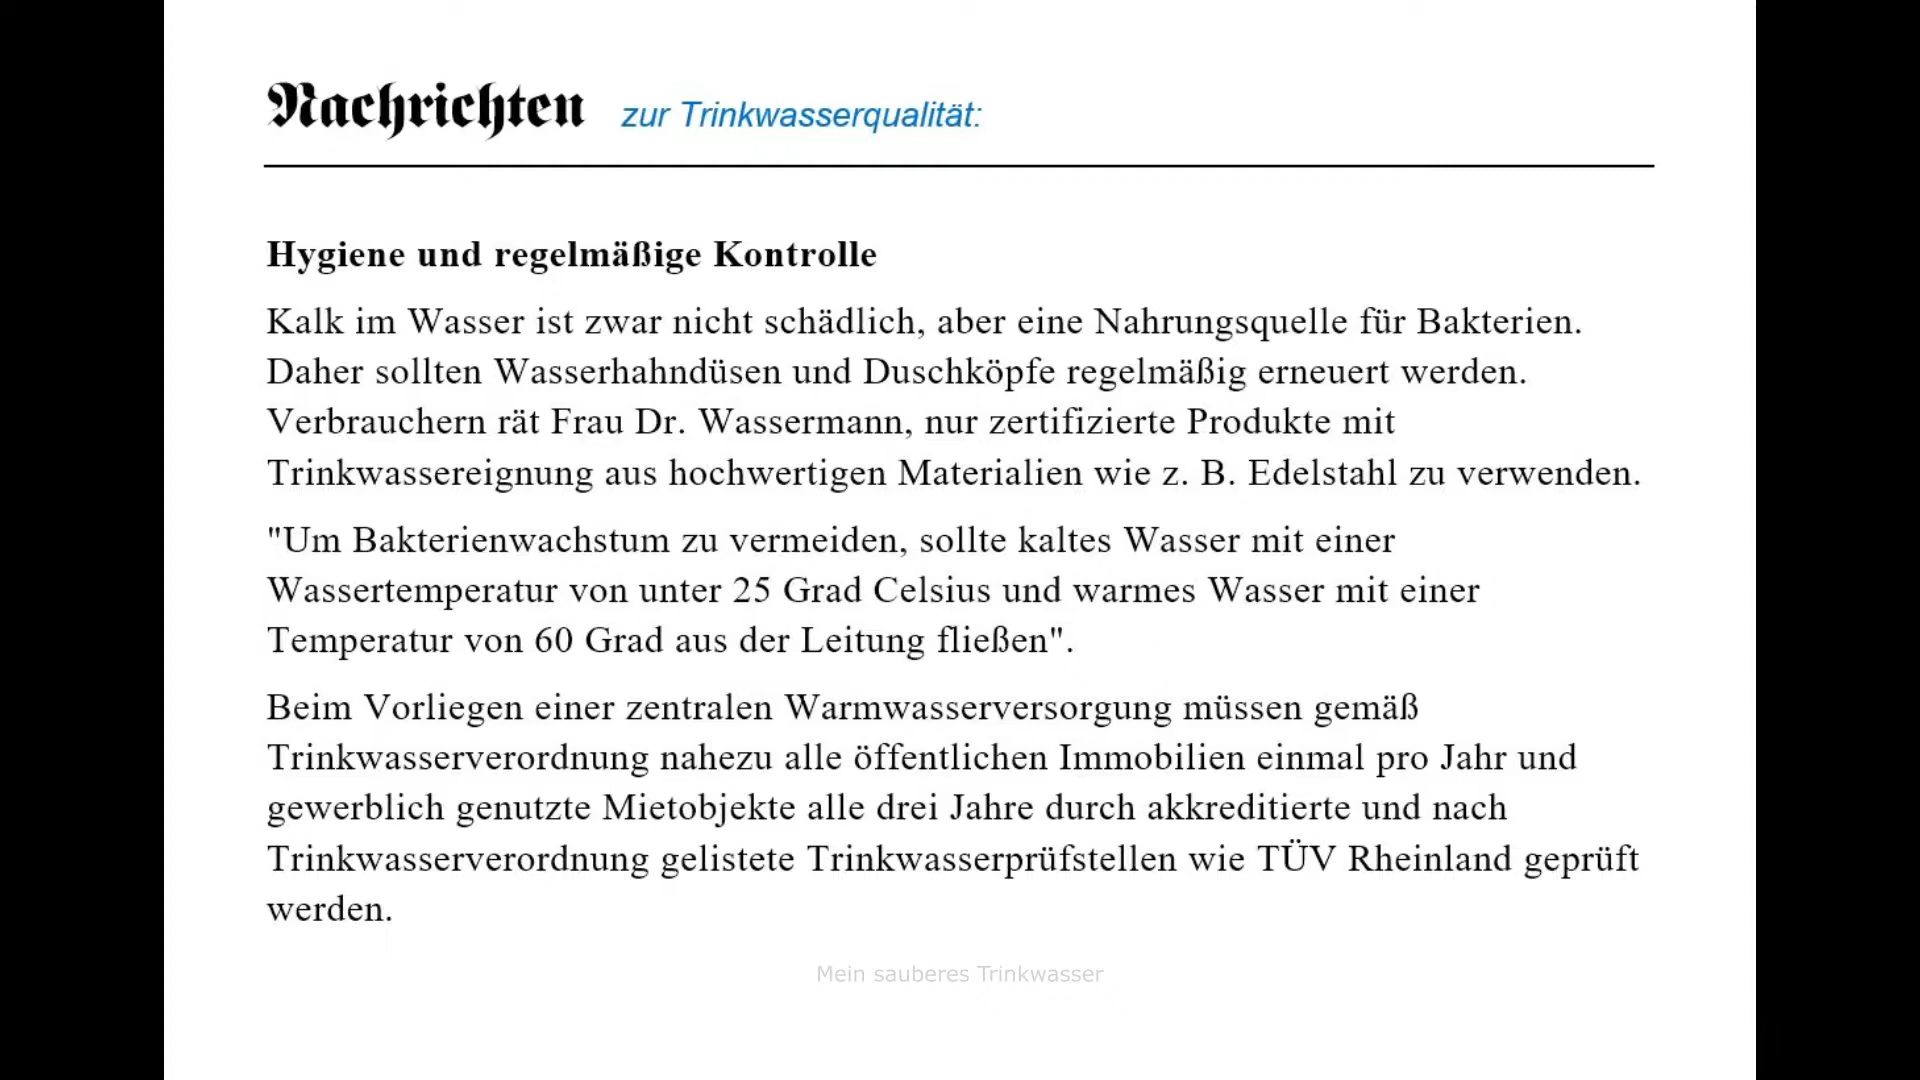 Nachrichten zur Trinkwasserqualität:
Hygiene und regelmäßige Kontrolle
Kalk im Wasser ist zwar nicht schädlich, aber eine Nahrungsquelle für Bakterien.
Daher sollten Wasserhahndüsen und Duschköpfe regelmäßig erneuert werden.
Verbrauchern rät Frau Dr. Wassermann, nur zertifizierte Produkte mit
Trinkwassereignung aus hochwertigen Materialien wie z. B. Edelstahl zu verwenden.
"Um Bakterienwachstum zu vermeiden, sollte kaltes Wasser mit einer
Wassertemperatur von unter 25 Grad Celsius und warmes Wasser mit einer
Temperatur von 60 Grad aus der Leitung fließen".
Beim Vorliegen einer zentralen Warmwasserversorgung müssen gemäß
Trinkwasserverordnung nahezu alle öffentlichen Immobilien einmal pro Jahr und
gewerblich genutzte Mietobjekte alle drei Jahre durch akkreditierte und nach
Trinkwasserverordnung gelistete Trinkwasserprüfstellen wie TÜV Rheinland geprüft
werden.
Mein sauberes Trinkwasser